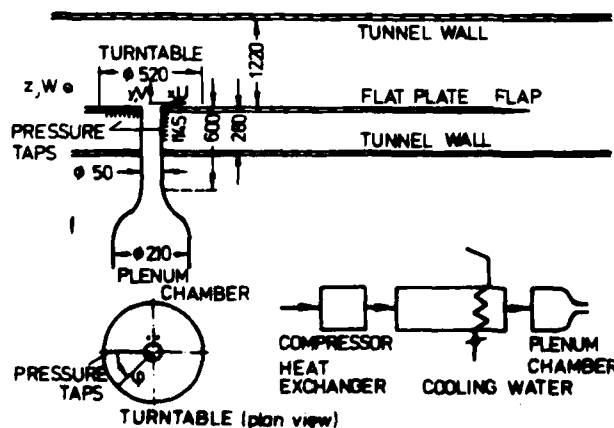 TUNNEL WALL
TURNTABLE
ϕ 520
1220
z, W
y,V
x,U
FLAT PLATE FLAP
PRESSURE
TAPS
145
600
280
TUNNEL WALL
ϕ 50
ϕ 210
PLENUM
CHAMBER
COMPRESSOR
PLENUM
CHAMBER
HEAT
EXCHANGER
COOLING WATER
PRESSURE
TAPS
φ
TURNTABLE (plan view)